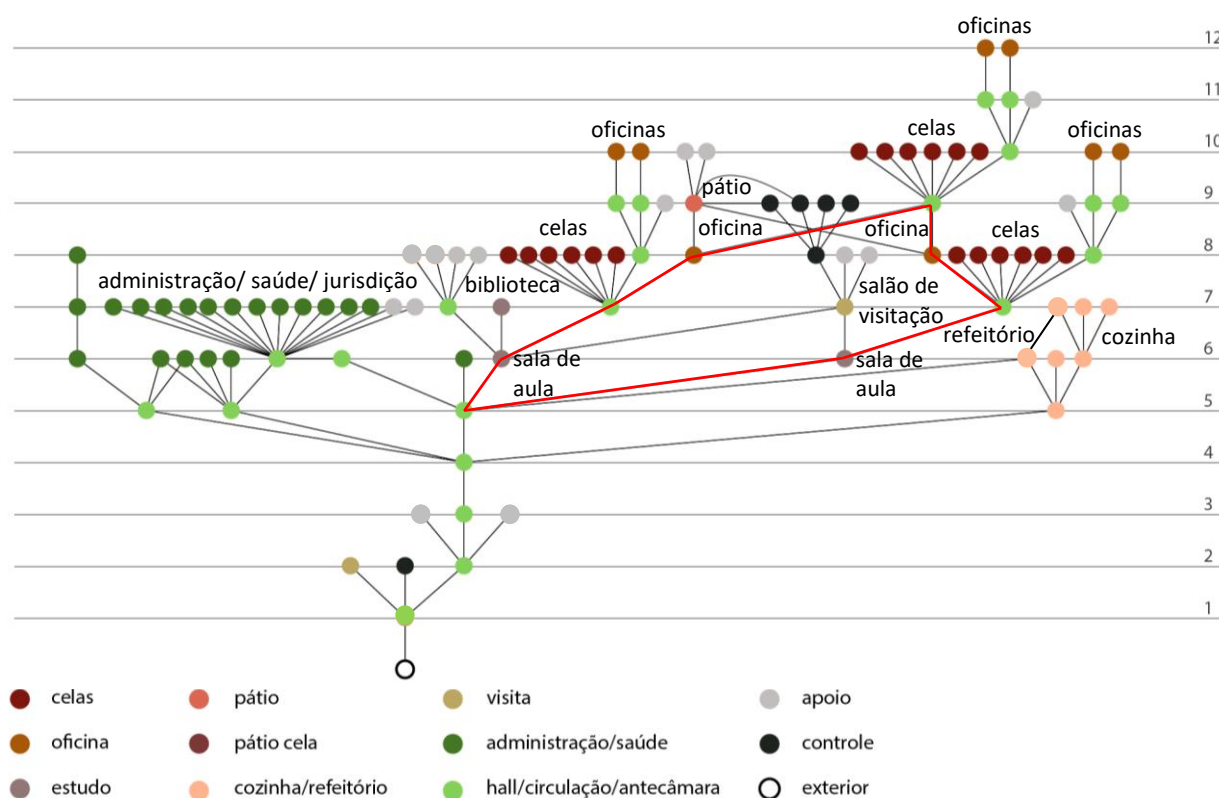 oficinas
12
11
oficinas
celas
oficinas
10
pátio
9
celas
oficina
oficina
celas
8
administração/ saúde/ jurisdição
biblioteca
salão de
visitação
7
refeitório
cozinha
sala de
aula
sala de
aula
6
5
4
3
2
1
celas
pátio
visita
apoio
oficina
pátio cela
administração/saúde
controle
estudo
cozinha/refeitório
hall/circulação/antecâmara
exterior